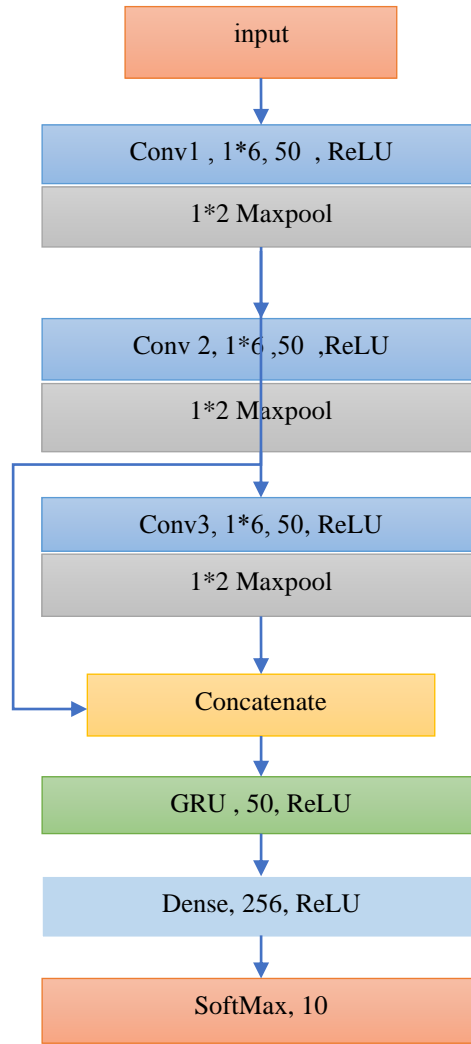 input
Conv1 , 1*6, 50 , ReLU
1*2 Maxpool
Conv 2, 1*6 ,50 ,ReLU
1*2 Maxpool
Conv3, 1*6, 50, ReLU
1*2 Maxpool
Concatenate
GRU , 50, ReLU
Dense, 256, ReLU
SoftMax, 10